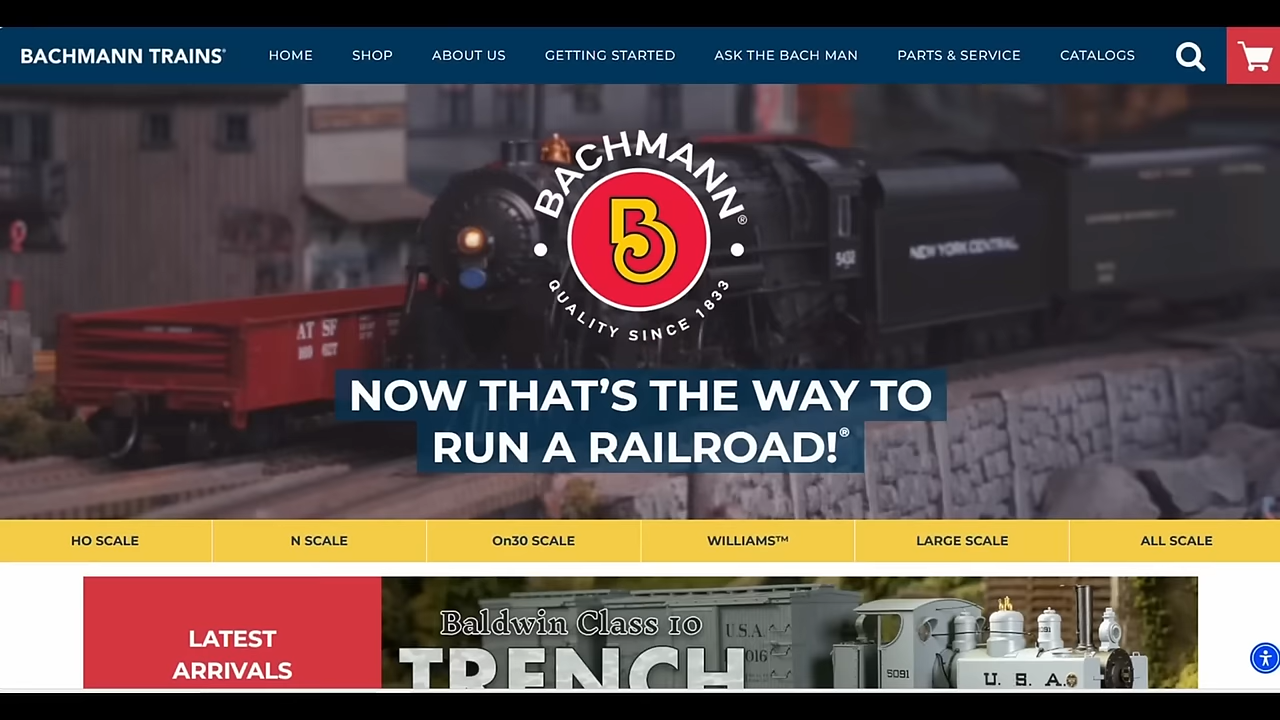 BACHMANN TRAINS®
HOME
SHOP
ABOUT US
GETTING STARTED
ASK THE BACH MAN
PARTS & SERVICE
CATALOGS
BACHMANN®
B
QUALITY SINCE 1833
NEW YORK CENTRAL
5432
AT SF
NOW THAT'S THE WAY TO
RUN A RAILROAD!®
HO SCALE
N SCALE
On30 SCALE
WILLIAMS™
LARGE SCALE
ALL SCALE
LATEST
ARRIVALS
Baldwin Class 10
TRENCH
U.S.A.
5091
5091
U. S. A.